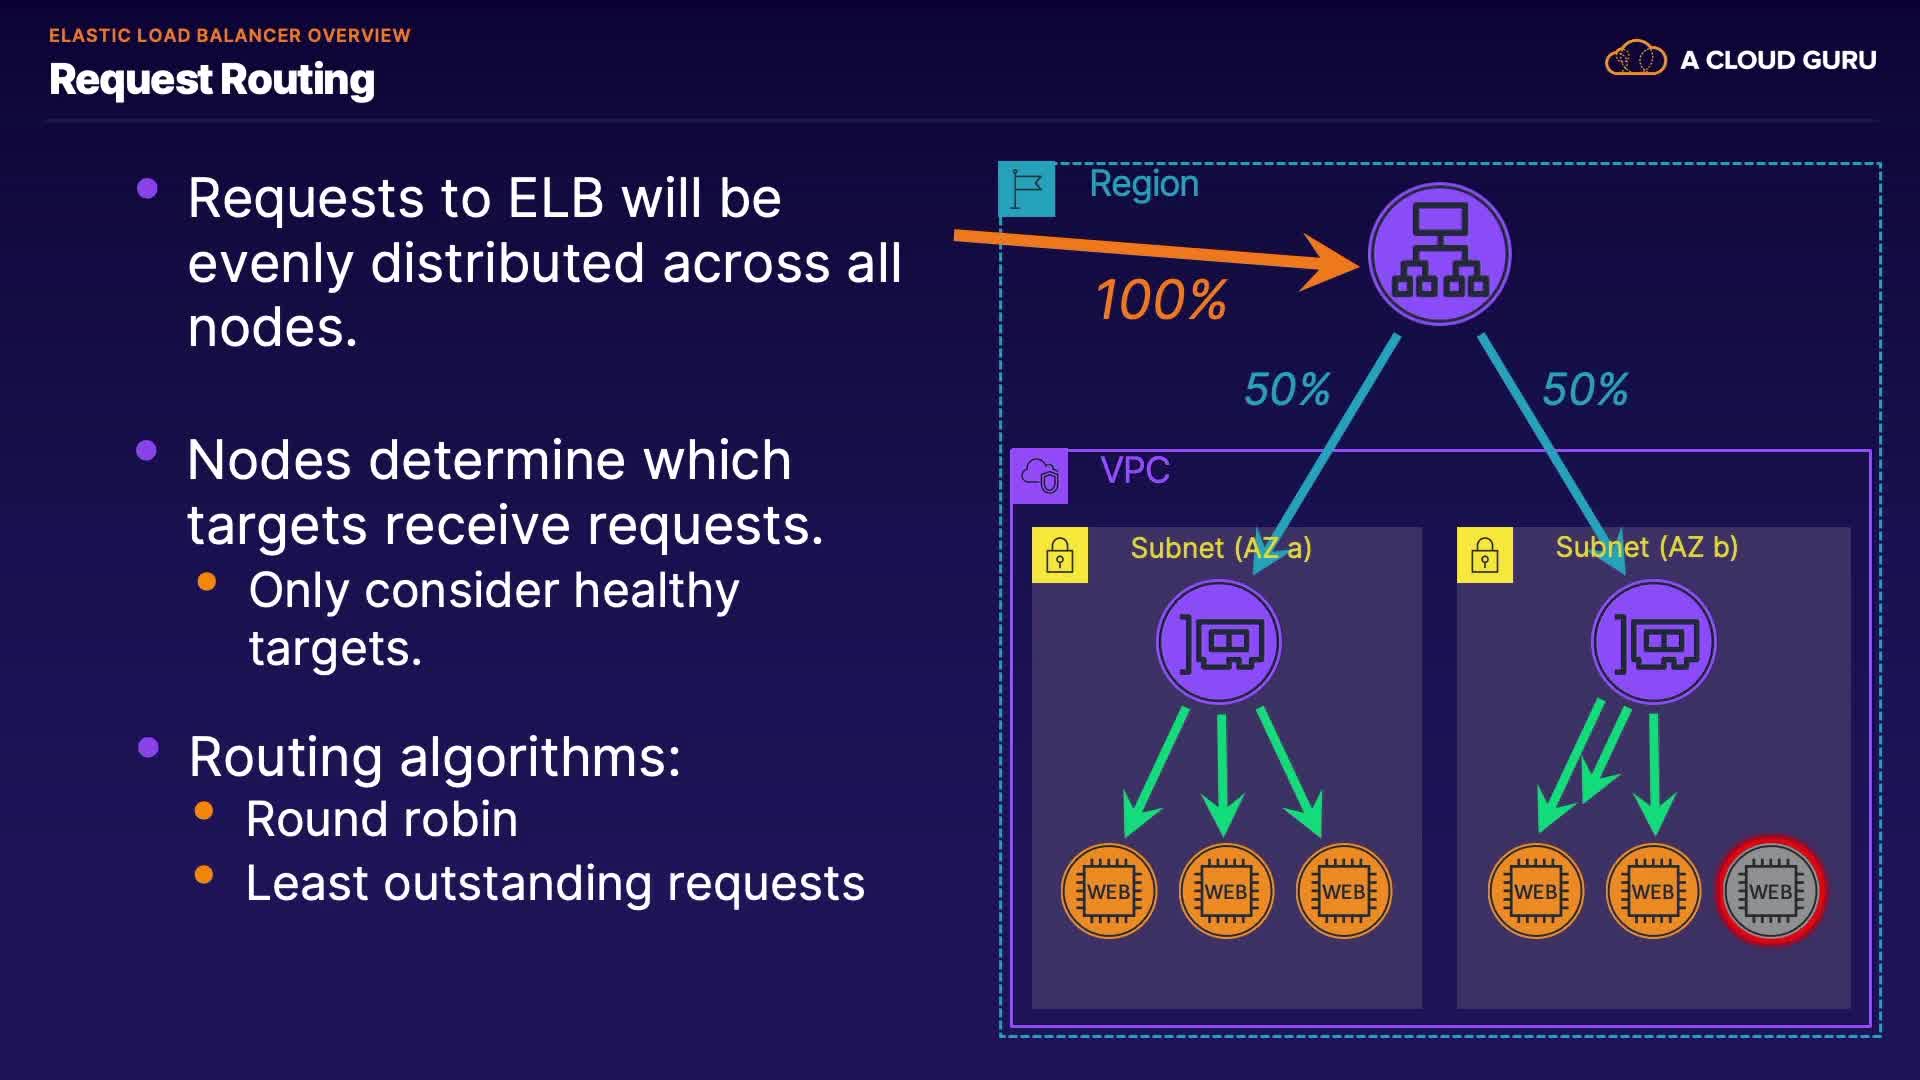 ELASTIC LOAD BALANCER OVERVIEW
Request Routing
A CLOUD GURU
Requests to ELB will be
evenly distributed across all
nodes.
Nodes determine which
targets receive requests.
Only consider healthy
targets.
Routing algorithms:
Round robin
Least outstanding requests
Region
100%
50%
50%
VPC
Subnet (AZ a)
Subnet (AZ b)
WEB
WEB
WEB
WEB
WEB
WEB